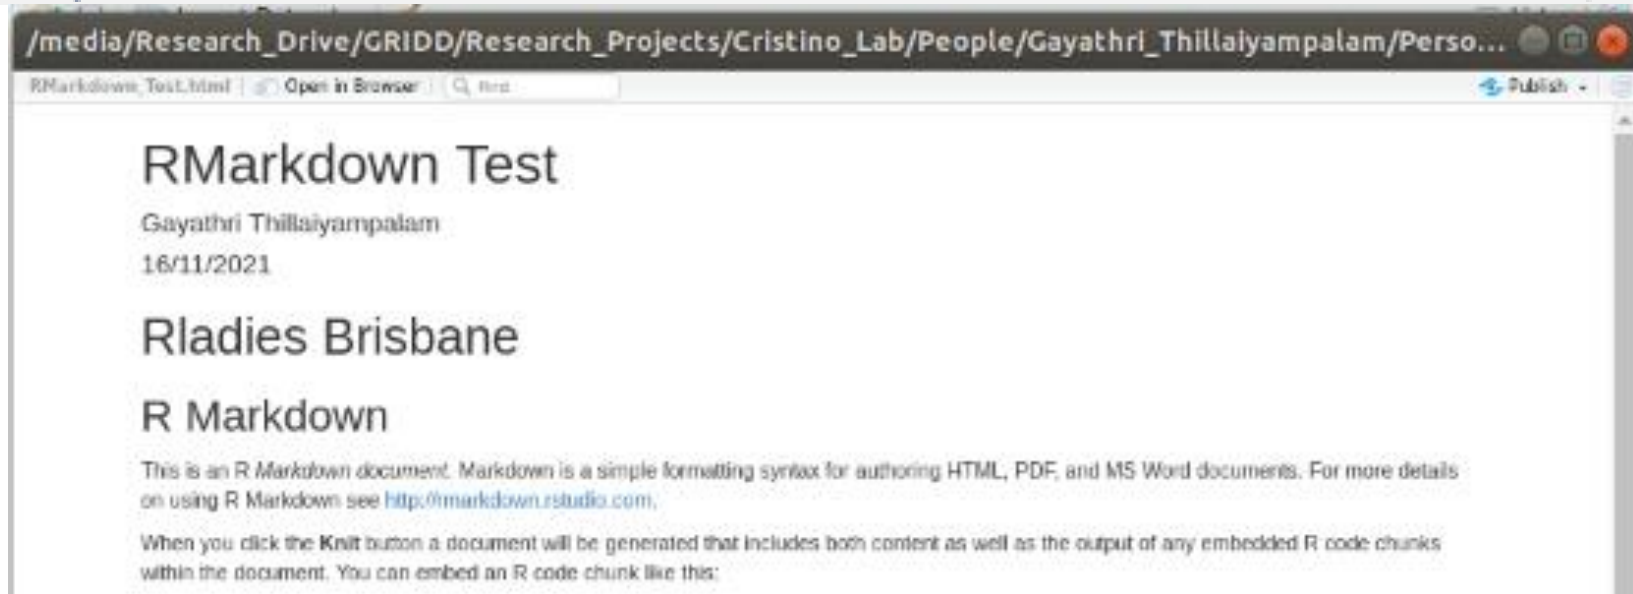 /media/Research_Drive/GRIDD/Research_Projects/Cristino_Lab/People/Gayathri_Thillaiyampalam/Perso...
RMarkdown_Test.html Open in Browser Find Publish
RMarkdown Test
Gayathri Thillaiyampalam
16/11/2021
Rladies Brisbane
R Markdown
This is an R Markdown document. Markdown is a simple formatting syntax for authoring HTML, PDF, and MS Word documents. For more details
on using R Markdown see http://rmarkdown.rstudio.com.
When you click the Knit button a document will be generated that includes both content as well as the output of any embedded R code chunks
within the document. You can embed an R code chunk like this: